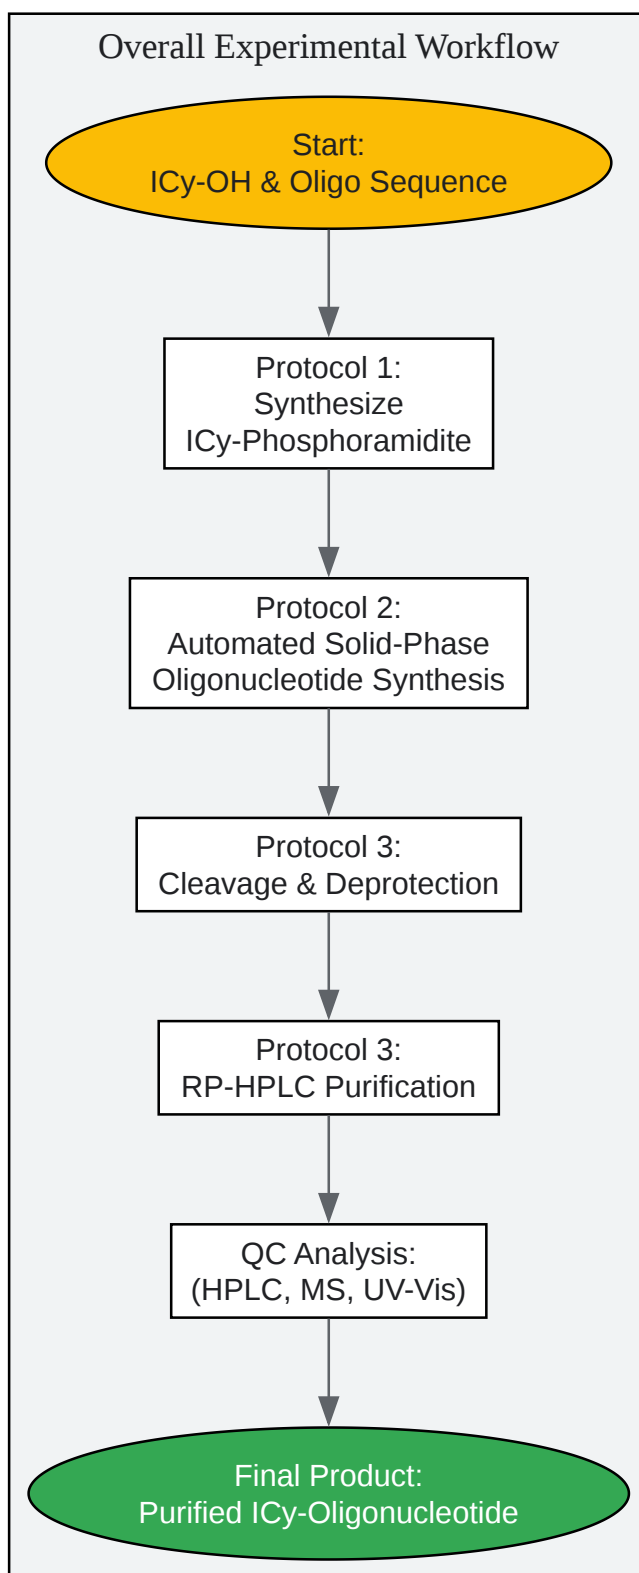 Overall Experimental Workflow
Start:
ICy-OH & Oligo Sequence
Protocol 1:
Synthesize
ICy-Phosphoramidite
Protocol 2:
Automated Solid-Phase
Oligonucleotide Synthesis
Protocol 3:
Cleavage & Deprotection
Protocol 3:
RP-HPLC Purification
QC Analysis:
(HPLC, MS, UV-Vis)
Final Product:
Purified ICy-Oligonucleotide